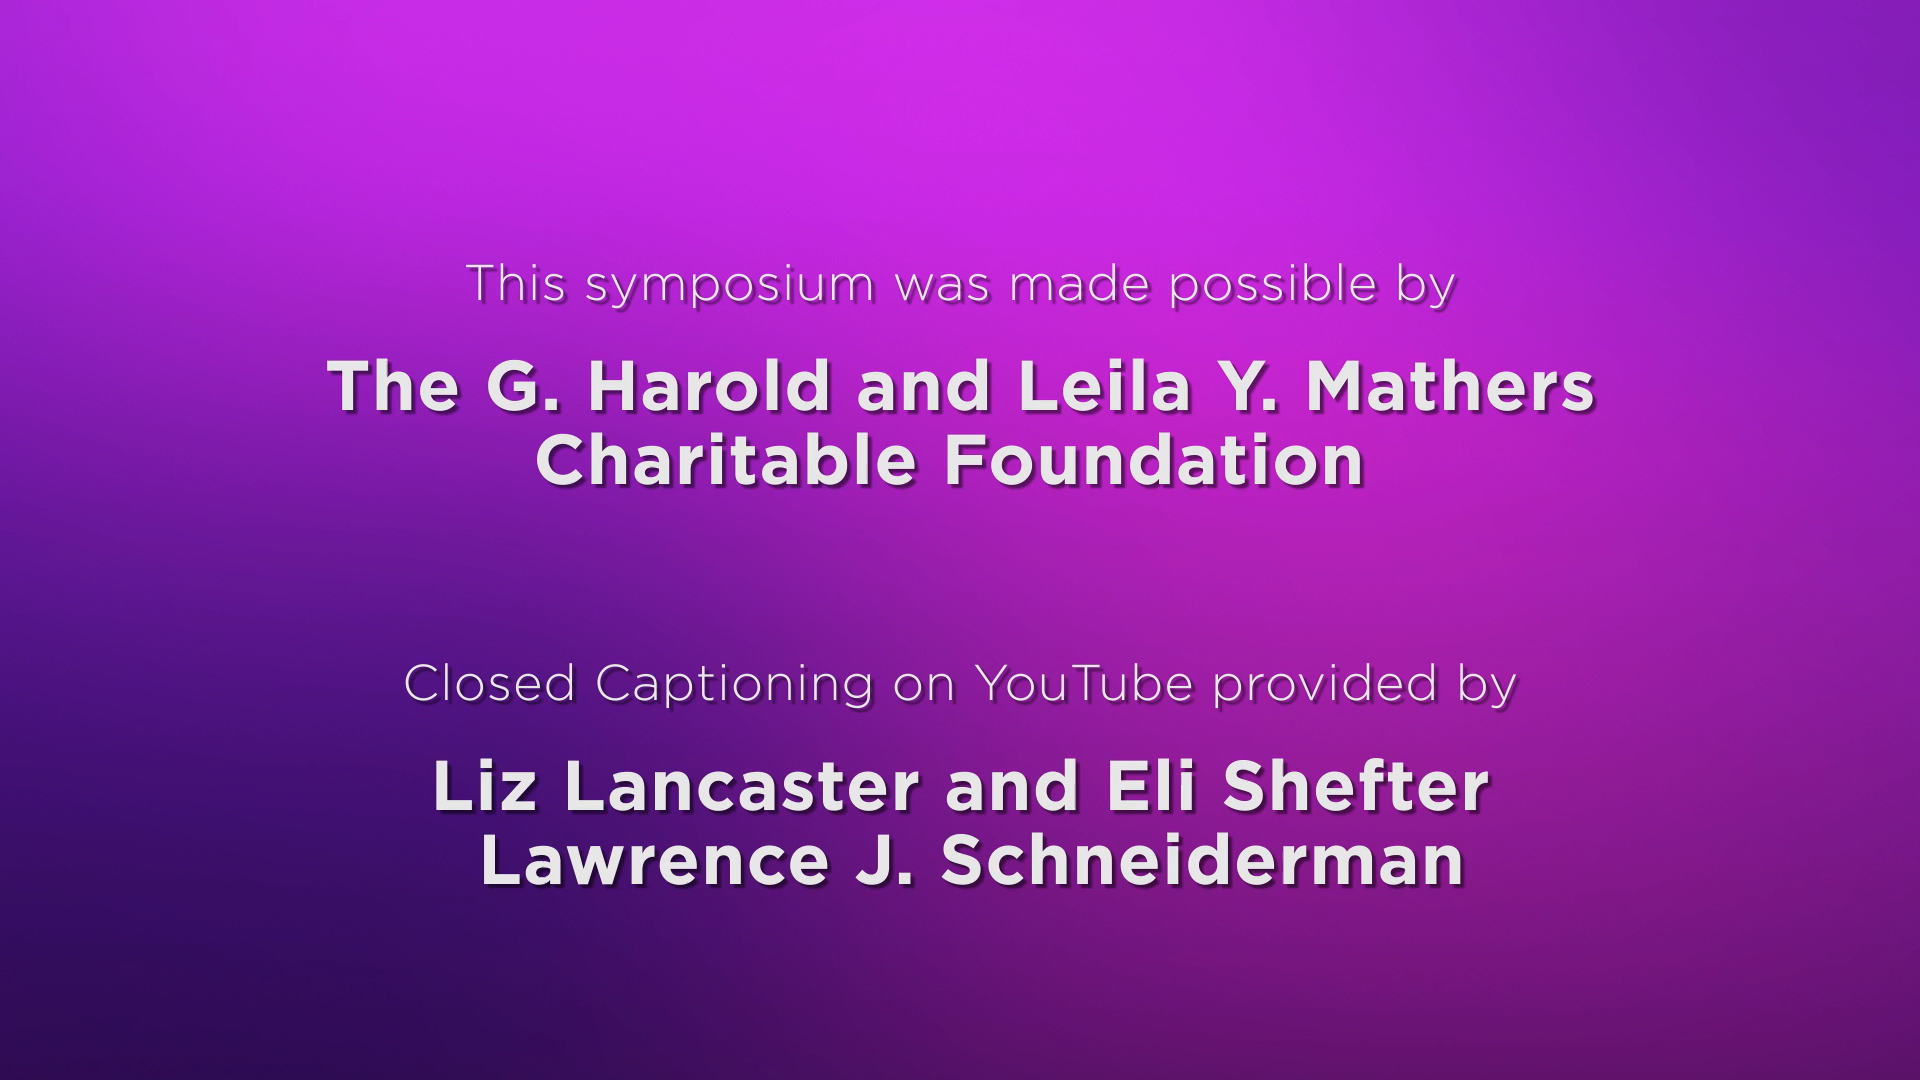 This symposium was made possible by
The G. Harold and Leila Y. Mathers
Charitable Foundation
Closed Captioning on YouTube provided by
Liz Lancaster and Eli Shefter
Lawrence J. Schneiderman